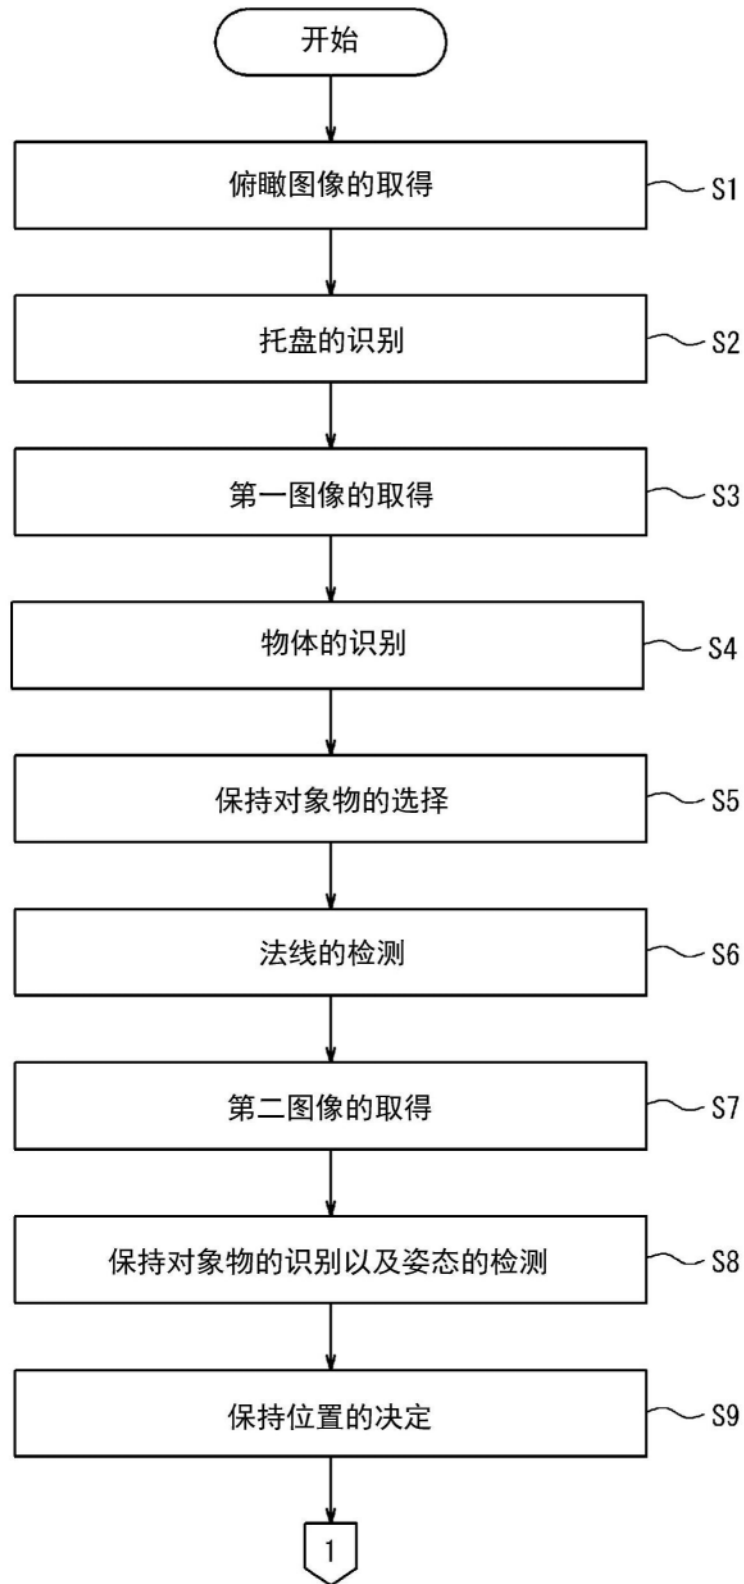 开始
俯瞰图像的取得
S1
托盘的识别
S2
第一图像的取得
S3
物体的识别
S4
保持对象物的选择
S5
法线的检测
S6
第二图像的取得
S7
保持对象物的识别以及姿态的检测
S8
保持位置的决定
S9
1